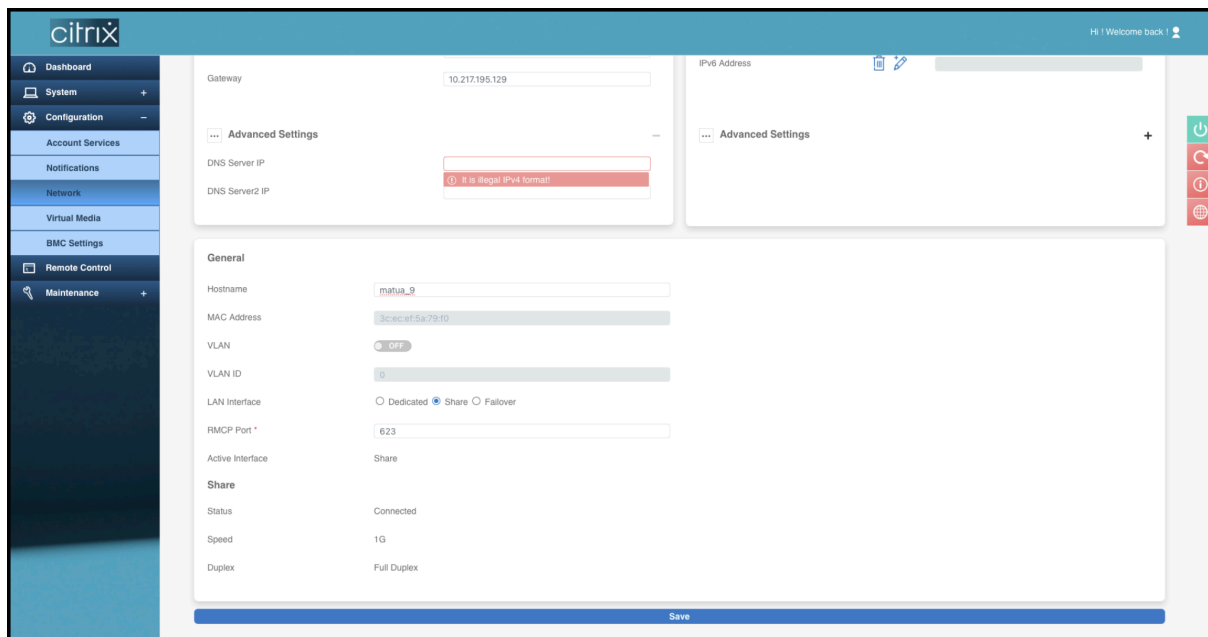 citrix
Hi ! Welcome back !
Dashboard
System +
Configuration −
Account Services
Notifications
Network
Virtual Media
BMC Settings
Remote Control
Maintenance +
Gateway 10.217.195.129
... Advanced Settings −
DNS Server IP
It is illegal IPv4 format!
DNS Server2 IP
IPv6 Address
... Advanced Settings +
General
Hostname matua_9
MAC Address 3c:ec:ef:5a:79:f0
VLAN OFF
VLAN ID 0
LAN Interface Dedicated Share Failover
RMCP Port * 623
Active Interface Share
Share
Status Connected
Speed 1G
Duplex Full Duplex
Save